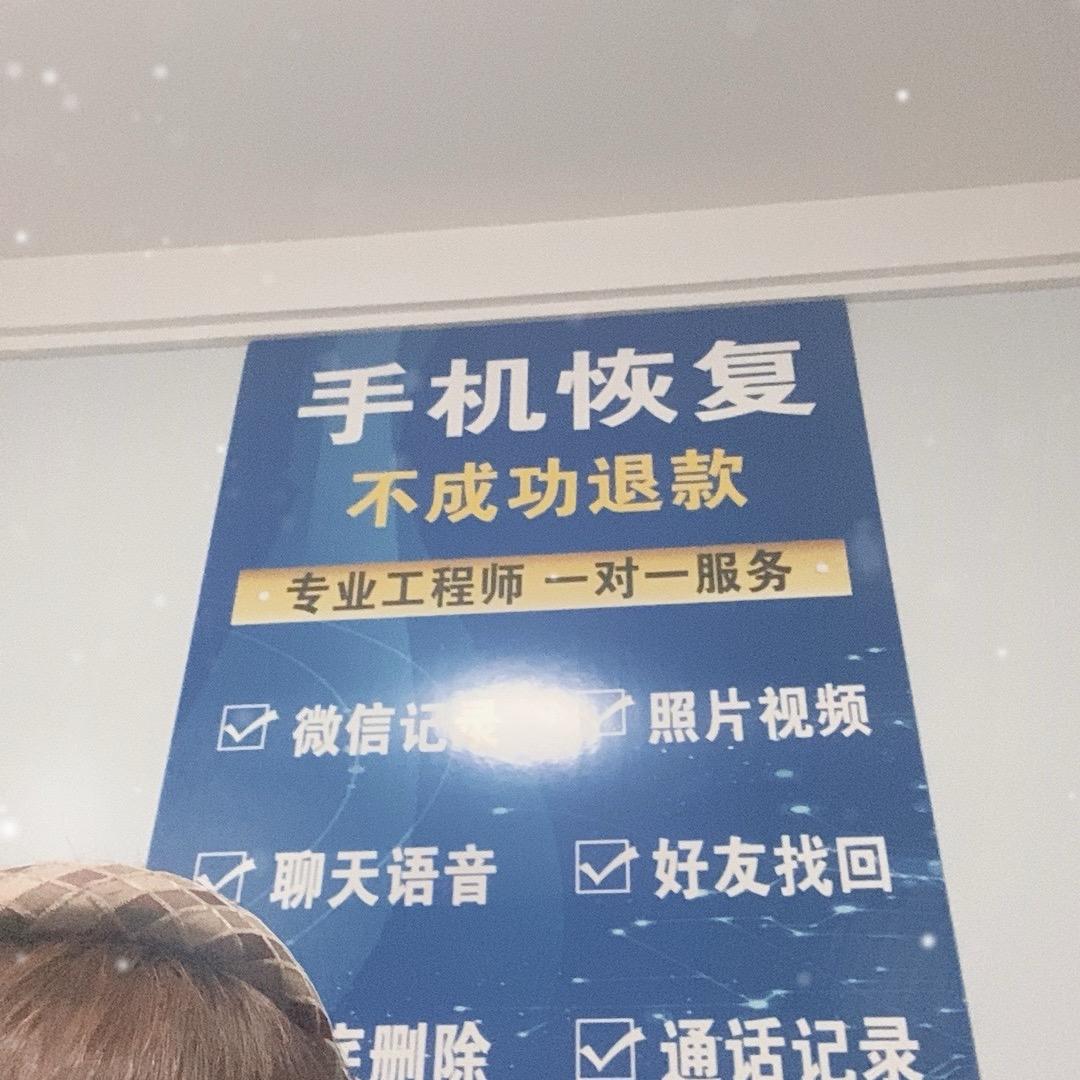 手机恢复
不成功退款
专业工程师 一对一服务
微信记录 照片视频
聊天语音 好友找回
删除 通话记录